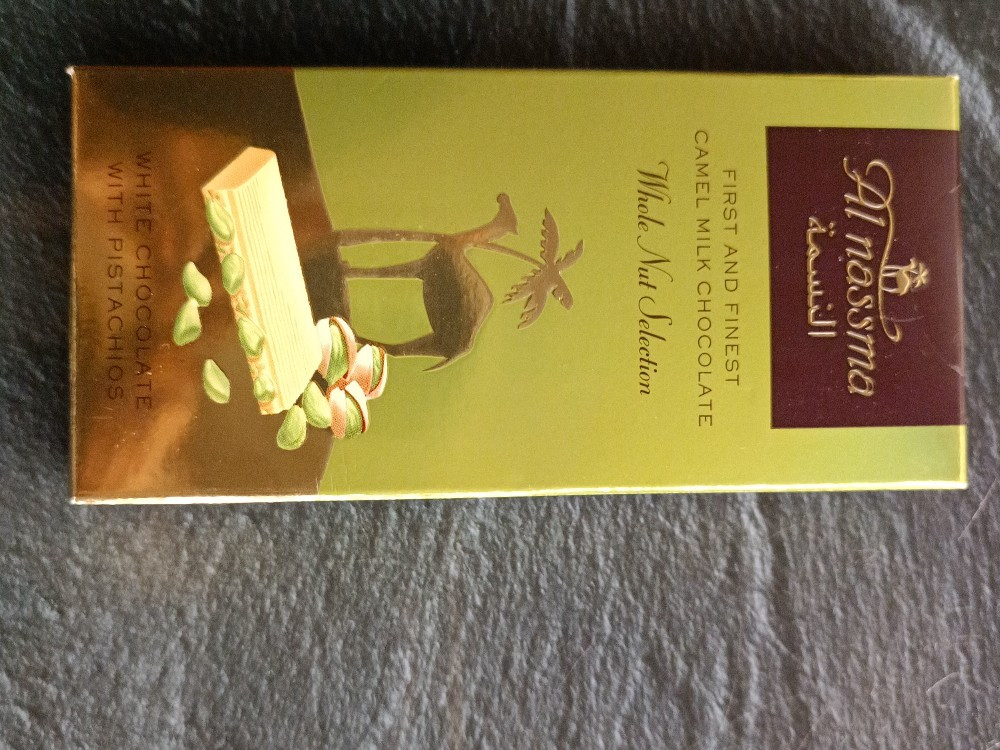 Al nassma
النسمة
FIRST AND FINEST
CAMEL MILK CHOCOLATE
Whole Nut Selection
WHITE CHOCOLATE
WITH PISTACHIOS